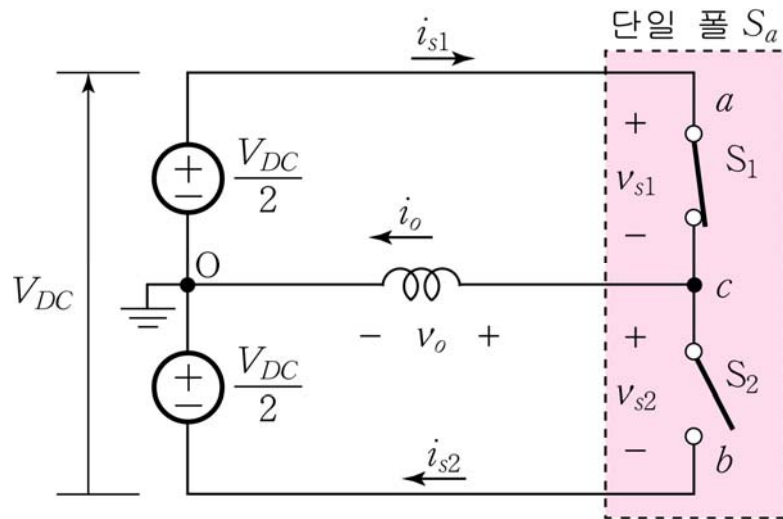 단일 폴 Sa
is1
a
+
S1
vs1
−
+
−
VDC/2
io
O
c
VDC
− vo +
+
S2
vs2
−
+
−
VDC/2
is2
b